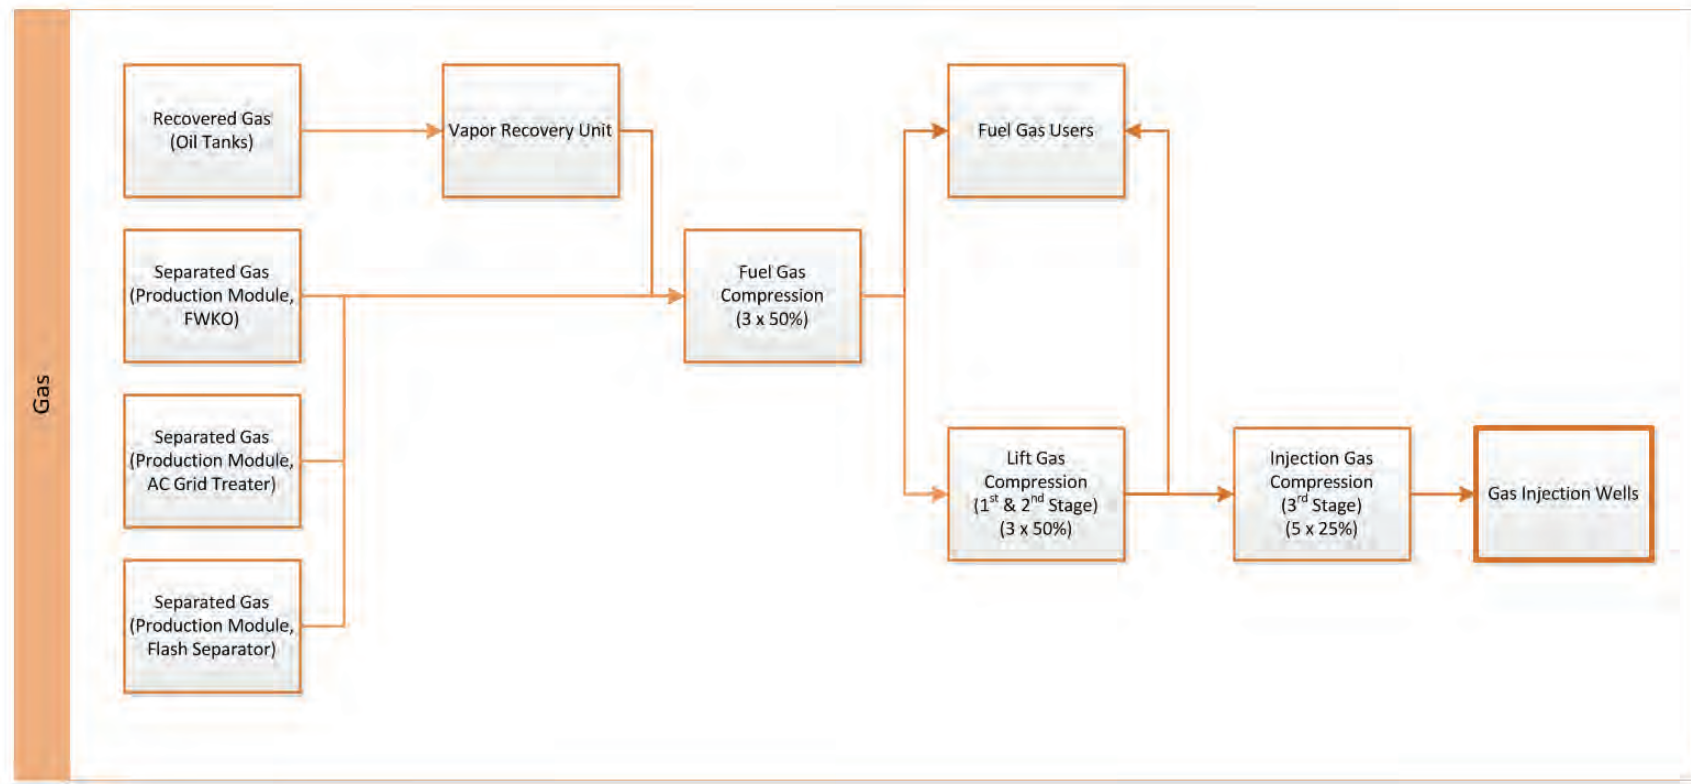 Gas
Recovered Gas
(Oil Tanks)
Vapor Recovery Unit
Fuel Gas Users
Separated Gas
(Production Module,
FWKO)
Fuel Gas
Compression
(3 x 50%)
Separated Gas
(Production Module,
AC Grid Treater)
Lift Gas
Compression
(1st & 2nd Stage)
(3 x 50%)
Injection Gas
Compression
(3rd Stage)
(5 x 25%)
Gas Injection Wells
Separated Gas
(Production Module,
Flash Separator)